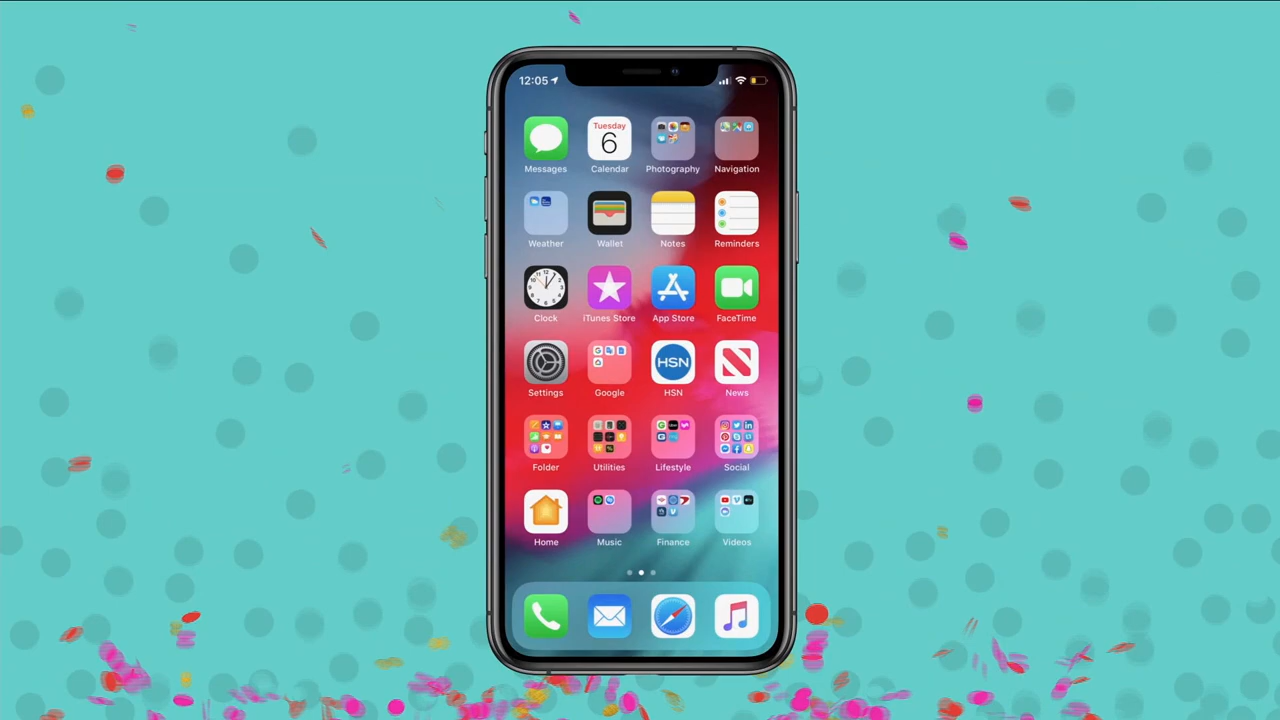 12:05
Tuesday
6
Messages Calendar Photography Navigation
Weather Wallet Notes Reminders
Clock iTunes Store App Store FaceTime
HSN
Settings Google HSN News
Folder Utilities Lifestyle Social
Home Music Finance Videos